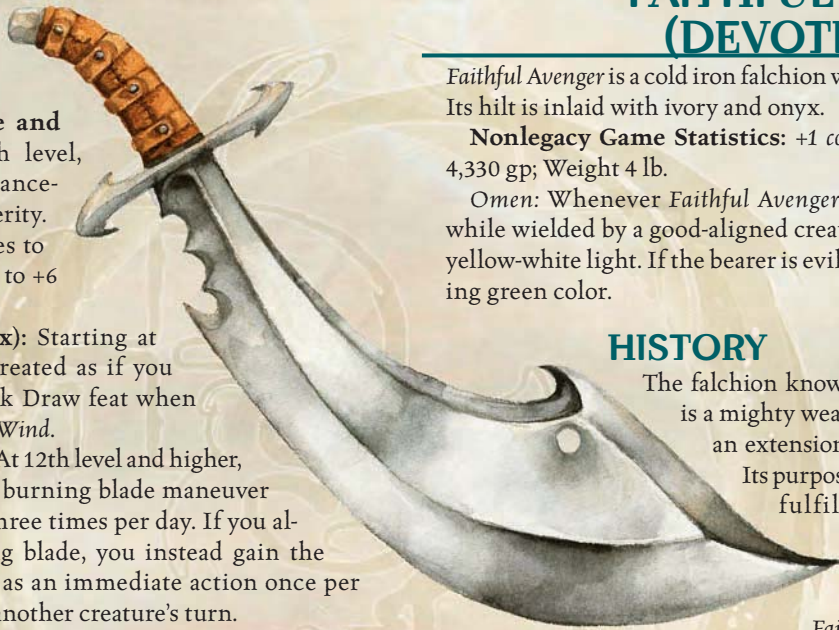 e and
h level,
ance-
erity.
es to
to +6
x): Starting at
reated as if you
k Draw feat when
Wind.
At 12th level and higher,
burning blade maneuver
hree times per day. If you al-
g blade, you instead gain the
as an immediate action once per
nother creature's turn.
FAITHFUL
(DEVOT
Faithful Avenger is a cold iron falchion
Its hilt is inlaid with ivory and onyx.
Nonlegacy Game Statistics: +1 co
4,330 gp; Weight 4 lb.
Omen: Whenever Faithful Avenger
while wielded by a good-aligned crea
yellow-white light. If the bearer is evil
ing green color.
HISTORY
The falchion know
is a mighty wea
an extension
Its purpos
fulfil